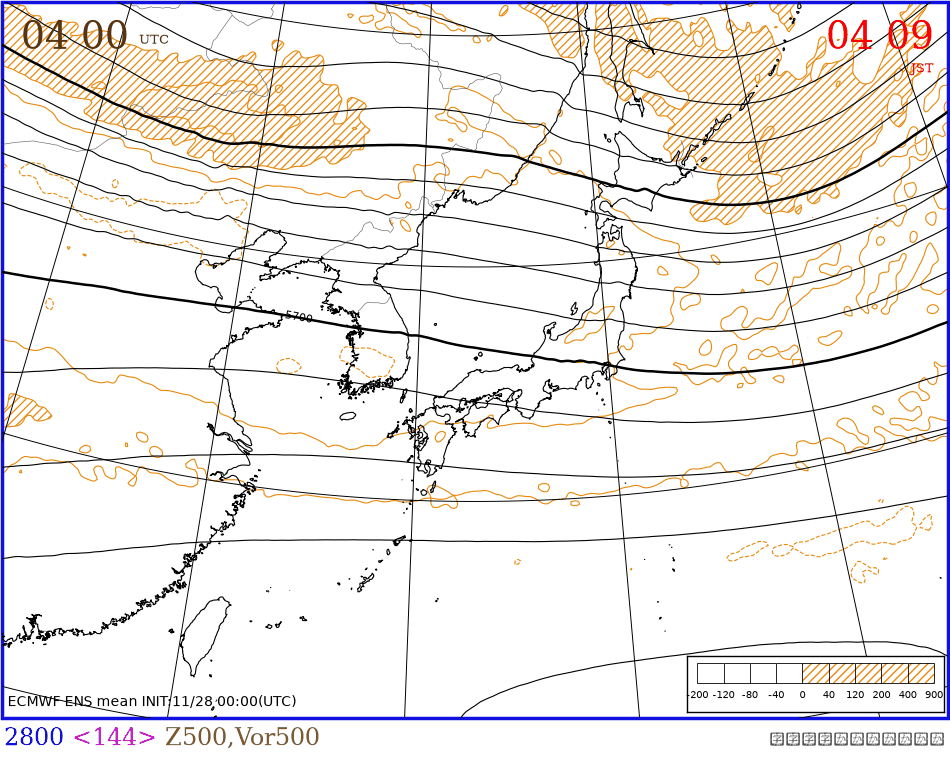 04 00 UTC
04 09
JST
5700
-200 -120 -80 -40 0 40 120 200 400 900
ECMWF ENS mean INIT:11/28 00:00(UTC)
2800 <144> Z500,Vor500